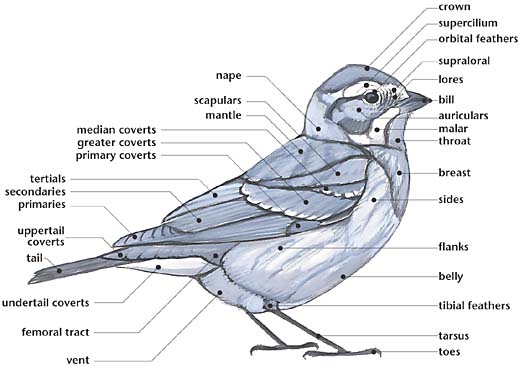 crown
supercilium
orbital feathers
supraloral
lores
bill
auriculars
malar
throat
breast
sides
flanks
belly
tibial feathers
tarsus
toes
nape
scapulars
mantle
median coverts
greater coverts
primary coverts
tertials
secondaries
primaries
uppertail
coverts
tail
undertail coverts
femoral tract
vent